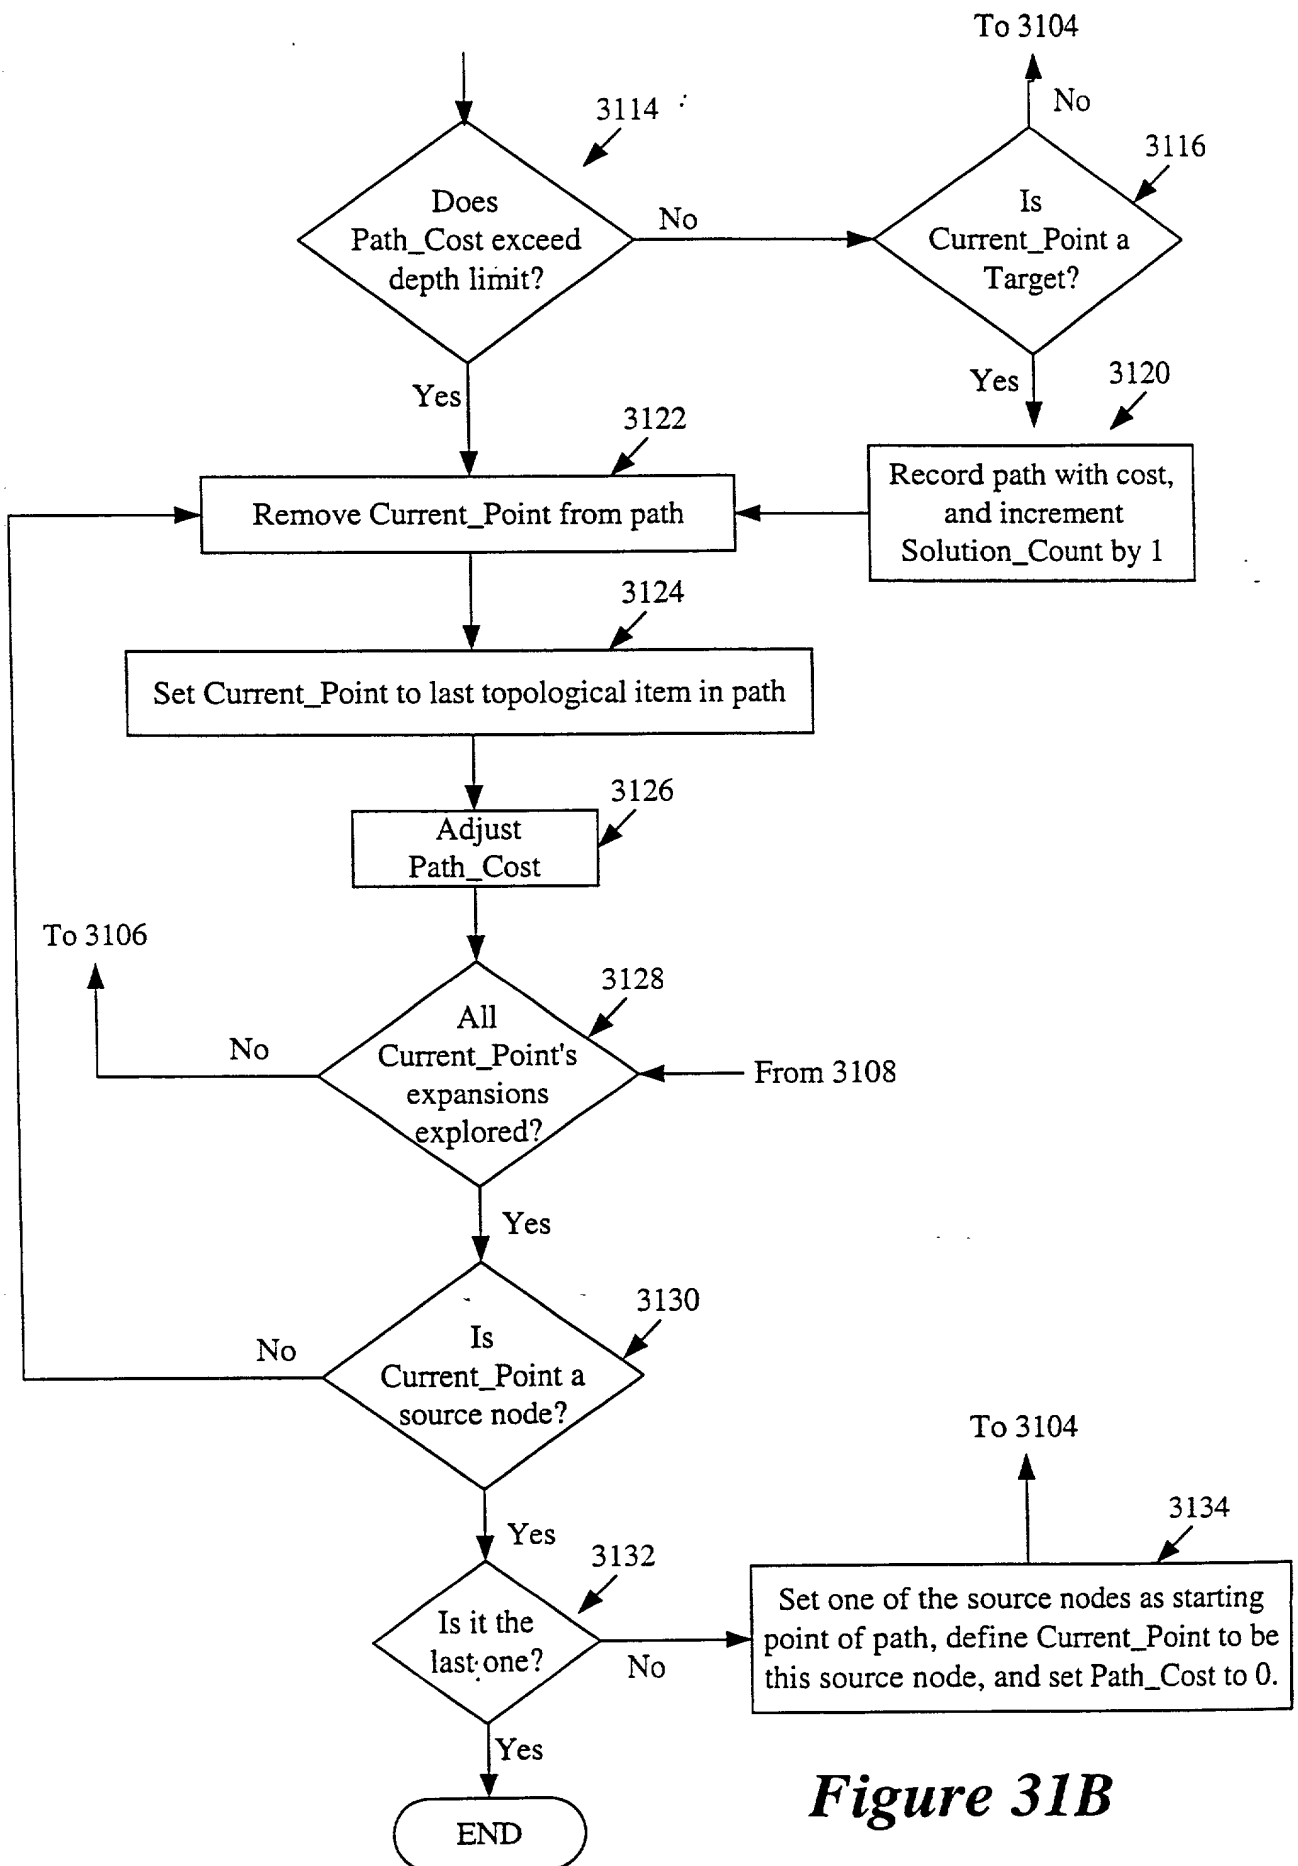 To 3104
No
3114
3116
Does
Path_Cost exceed
depth limit?
No
Is
Current_Point a
Target?
Yes
Yes
3120
3122
Remove Current_Point from path
Record path with cost,
and increment
Solution_Count by 1
3124
Set Current_Point to last topological item in path
3126
Adjust
Path_Cost
To 3106
3128
All
Current_Point's
expansions
explored?
No
From 3108
Yes
3130
Is
Current_Point a
source node?
No
To 3104
Yes
3132
3134
Is it the
last one?
No
Set one of the source nodes as starting
point of path, define Current_Point to be
this source node, and set Path_Cost to 0.
Yes
END
Figure 31B